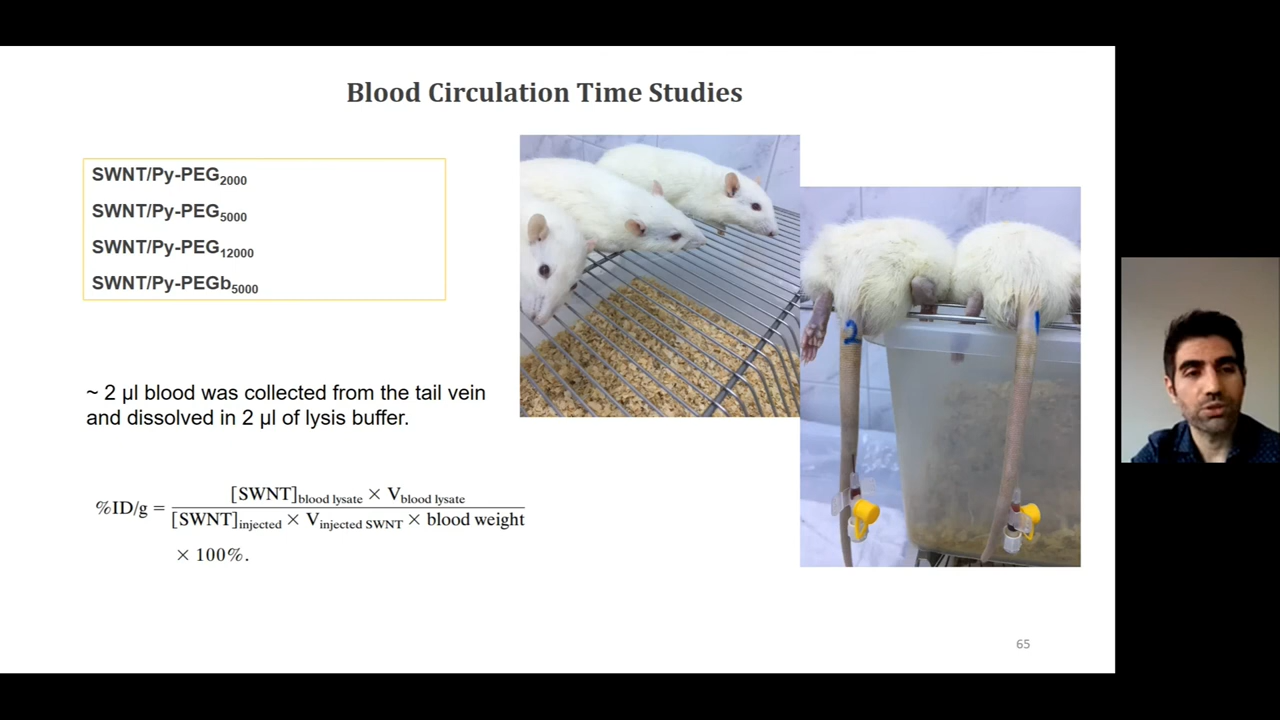 Blood Circulation Time Studies
SWNT/Py-PEG2000
SWNT/Py-PEG5000
SWNT/Py-PEG12000
SWNT/Py-PEGb5000
~ 2 μl blood was collected from the tail vein
and dissolved in 2 μl of lysis buffer.
%ID/g = [SWNT]blood lysate × Vblood lysate
[SWNT]injected × Vinjected SWNT × blood weight
× 100%.
2
1
65